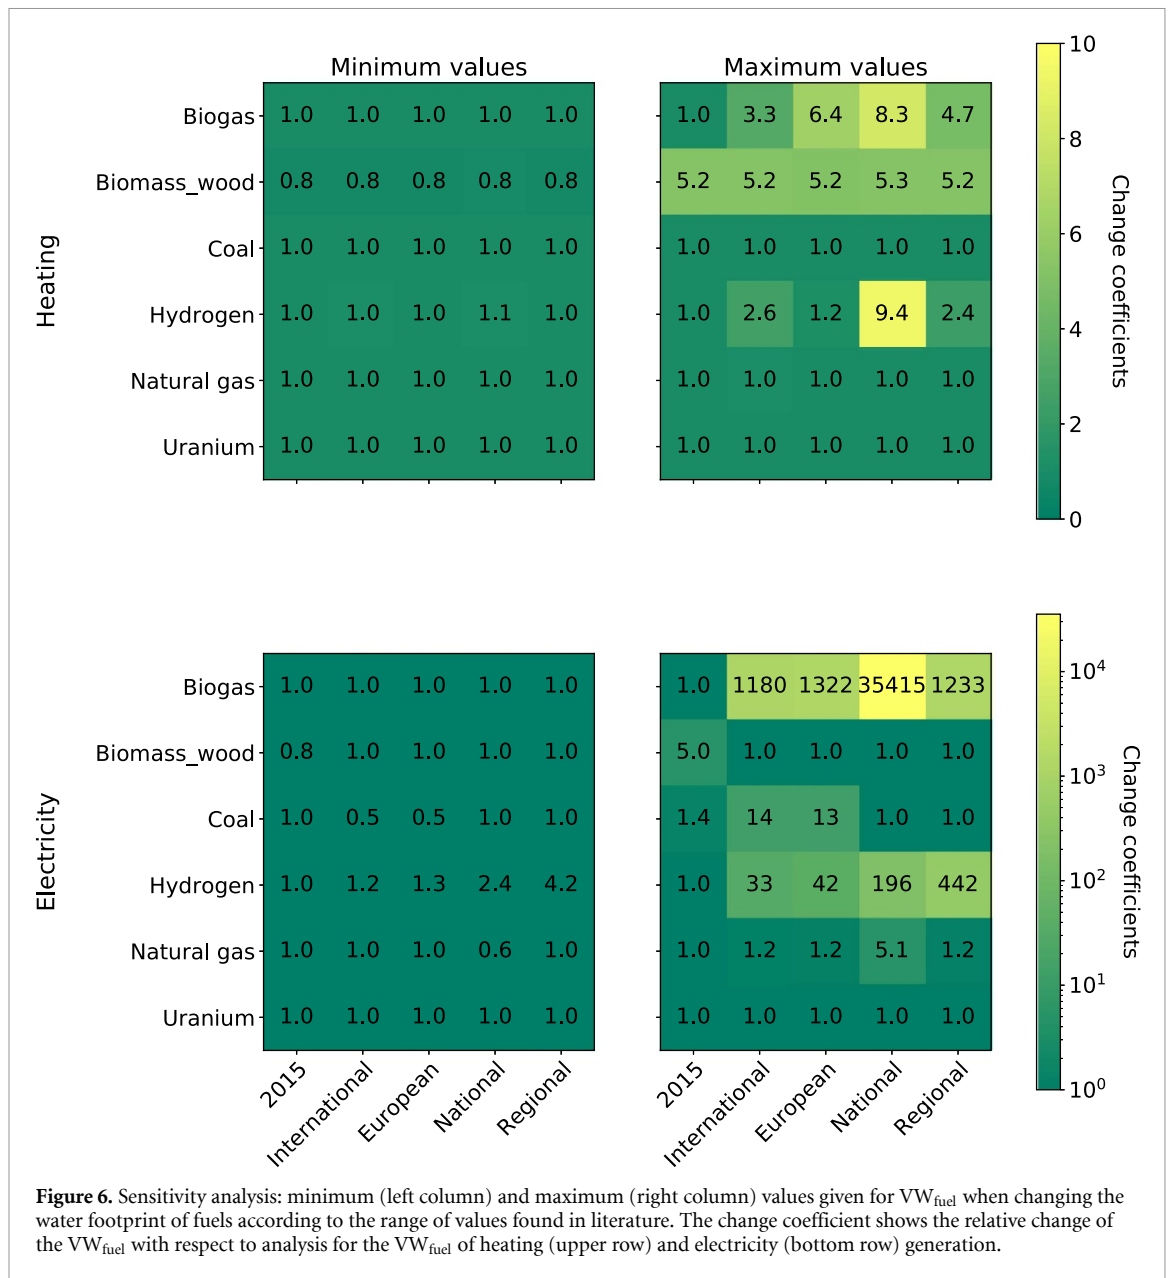 Minimum values
Maximum values
Heating
Biogas 1.0 1.0 1.0 1.0 1.0 1.0 3.3 6.4 8.3 4.7
Biomass_wood 0.8 0.8 0.8 0.8 0.8 5.2 5.2 5.2 5.3 5.2
Coal 1.0 1.0 1.0 1.0 1.0 1.0 1.0 1.0 1.0 1.0
Hydrogen 1.0 1.0 1.0 1.1 1.0 1.0 2.6 1.2 9.4 2.4
Natural gas 1.0 1.0 1.0 1.0 1.0 1.0 1.0 1.0 1.0 1.0
Uranium 1.0 1.0 1.0 1.0 1.0 1.0 1.0 1.0 1.0 1.0
10
8
6
4
2
0
Change coefficients
Electricity
Biogas 1.0 1.0 1.0 1.0 1.0 1.0 1180 1322 35415 1233
Biomass_wood 0.8 1.0 1.0 1.0 1.0 5.0 1.0 1.0 1.0 1.0
Coal 1.0 0.5 0.5 1.0 1.0 1.4 14 13 1.0 1.0
Hydrogen 1.0 1.2 1.3 2.4 4.2 1.0 33 42 196 442
Natural gas 1.0 1.0 1.0 0.6 1.0 1.0 1.2 1.2 5.1 1.2
Uranium 1.0 1.0 1.0 1.0 1.0 1.0 1.0 1.0 1.0 1.0
2015 International European National Regional 2015 International European National Regional
10⁴
10³
10²
10¹
10⁰
Change coefficients
Figure 6. Sensitivity analysis: minimum (left column) and maximum (right column) values given for VWfuel when changing the
water footprint of fuels according to the range of values found in literature. The change coefficient shows the relative change of
the VWfuel with respect to analysis for the VWfuel of heating (upper row) and electricity (bottom row) generation.